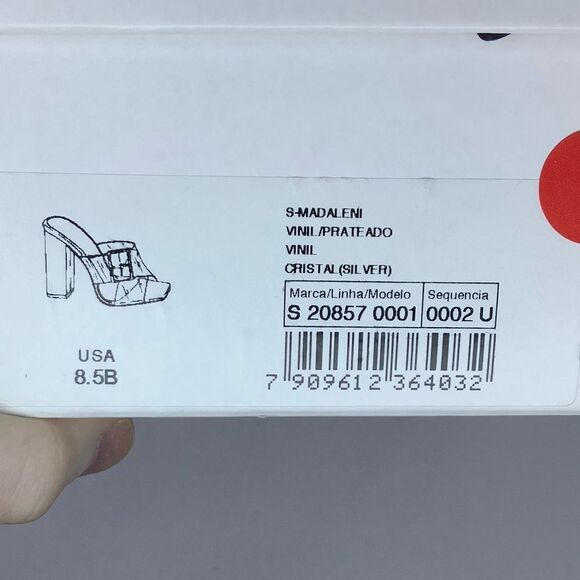 S-MADALENI
VINIL/PRATEADO
VINIL
CRISTAL(SILVER)
Marca/Linha/Modelo Sequencia
S 20857 0001 0002 U
7 909612 364032
USA
8.5B